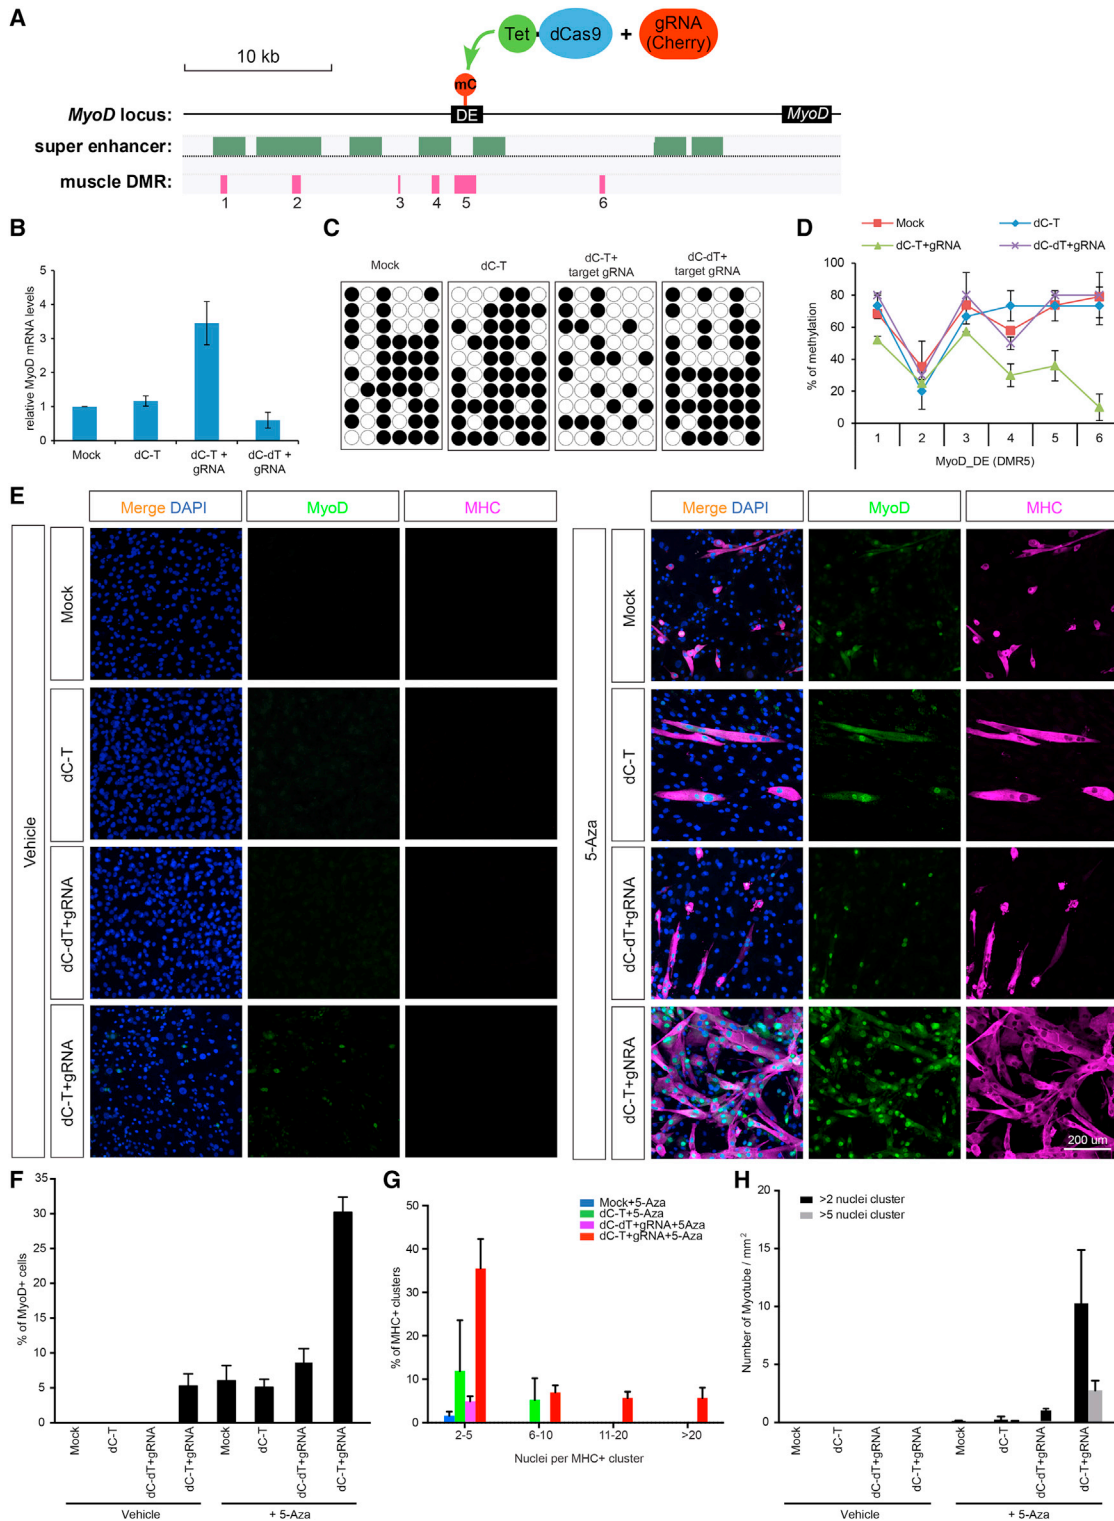 A
Tet dCas9 + gRNA (Cherry)
10 kb
mC
MyoD locus: DE MyoD
super enhancer:
muscle DMR:
1 2 3 4 5 6
B
relative MyoD mRNA levels
5
4
3
2
1
0
Mock dC-T dC-T + gRNA dC-dT + gRNA
C
Mock dC-T dC-T+ target gRNA dC-dT+ target gRNA
D
Mock dC-T
dC-T+gRNA dC-dT+gRNA
% of methylation
100
80
60
40
20
0
1 2 3 4 5 6
MyoD_DE (DMR5)
E
Merge DAPI MyoD MHC
Vehicle
Mock
dC-T
dC-dT+gRNA
dC-T+gRNA
Merge DAPI MyoD MHC
5-Aza
Mock
dC-T
dC-dT+gRNA
dC-T+gNRA
200 um
F
% of MyoD+ cells
35
30
25
20
15
10
5
0
Mock dC-T dC-dT+gRNA dC-T+gRNA Mock dC-T dC-dT+gRNA dC-T+gRNA
Vehicle + 5-Aza
G
Mock+5-Aza
dC-T+5-Aza
dC-dT+gRNA+5Aza
dC-T+gRNA+5-Aza
% of MHC+ clusters
50
40
30
20
10
0
2-5 6-10 11-20 >20
Nuclei per MHC+ cluster
H
>2 nuclei cluster
>5 nuclei cluster
Number of Myotube / mm2
20
15
10
5
0
Mock dC-T dC-dT+gRNA dC-T+gRNA Mock dC-T dC-dT+gRNA dC-T+gRNA
Vehicle + 5-Aza